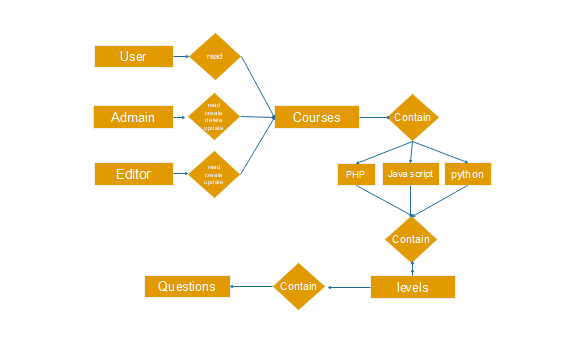 User
read
Admain
read
create
delete
update
Courses
Contain
Editor
read
create
update
PHP
Java script
python
Contain
Questions
Contain
levels